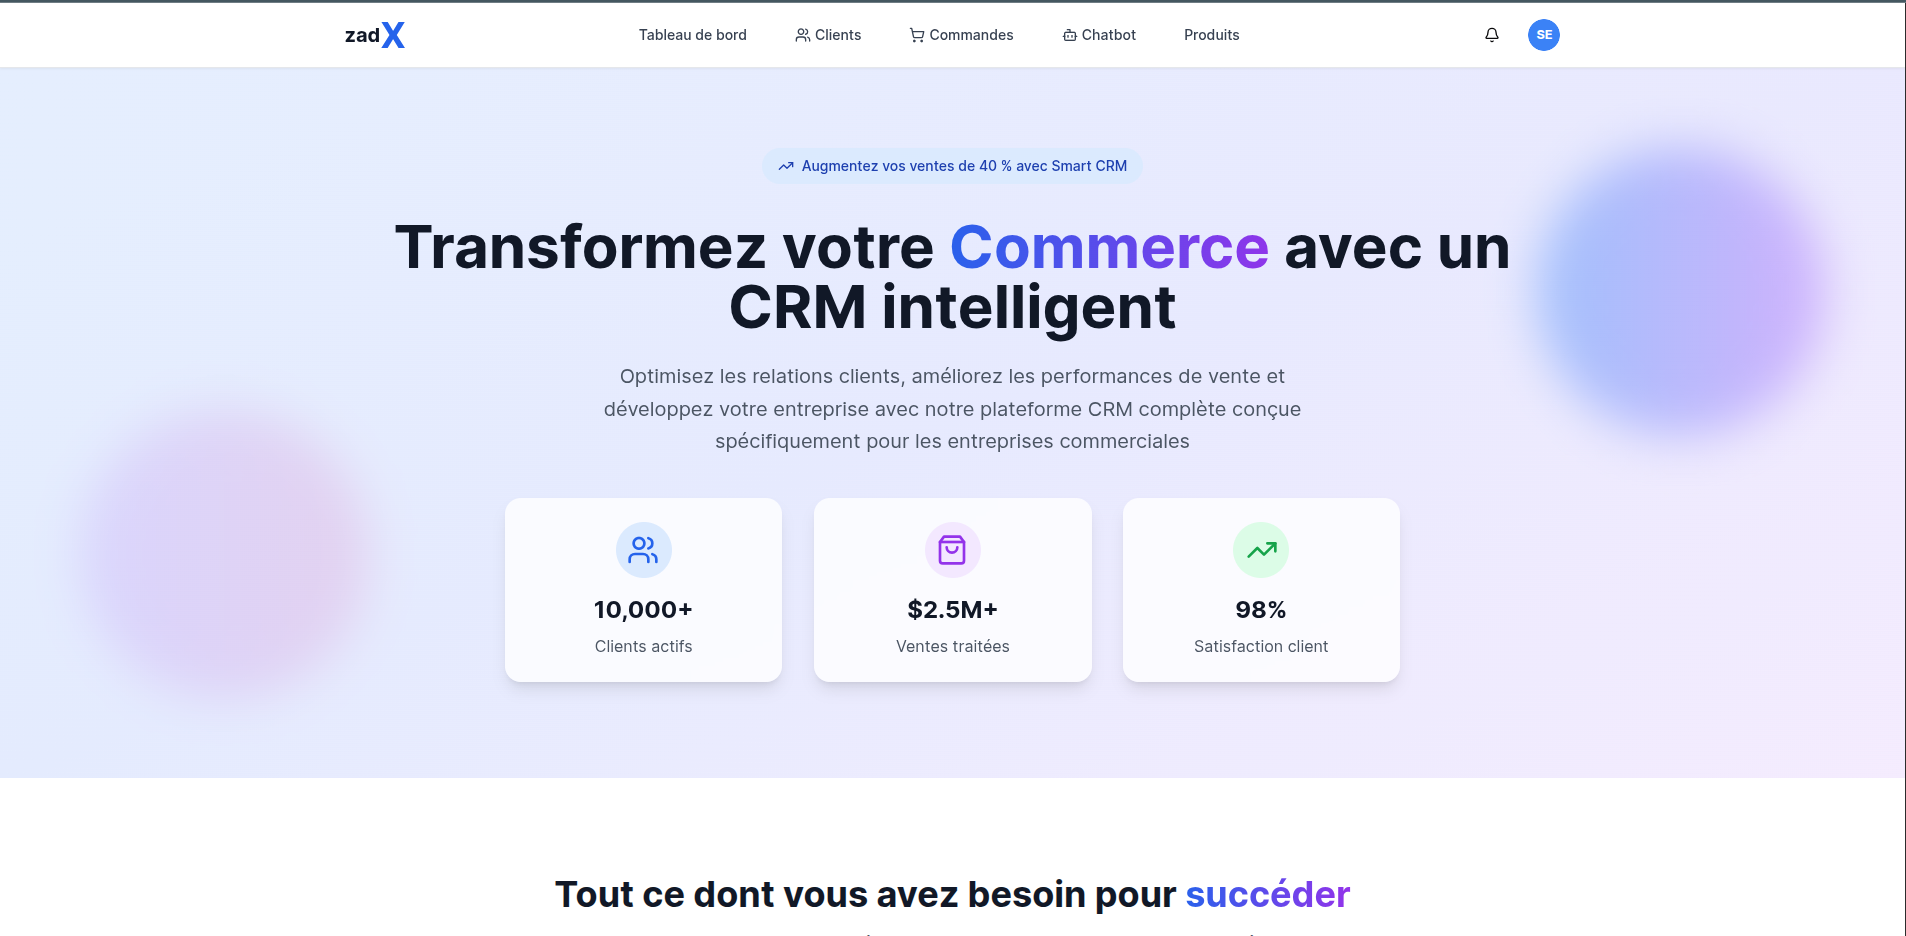 zadX
Tableau de bord
Clients
Commandes
Chatbot
Produits
SE
Augmentez vos ventes de 40 % avec Smart CRM
Transformez votre Commerce avec un
CRM intelligent
Optimisez les relations clients, améliorez les performances de vente et
développez votre entreprise avec notre plateforme CRM complète conçue
spécifiquement pour les entreprises commerciales
10,000+
Clients actifs
$2.5M+
Ventes traitées
98%
Satisfaction client
Tout ce dont vous avez besoin pour succéder